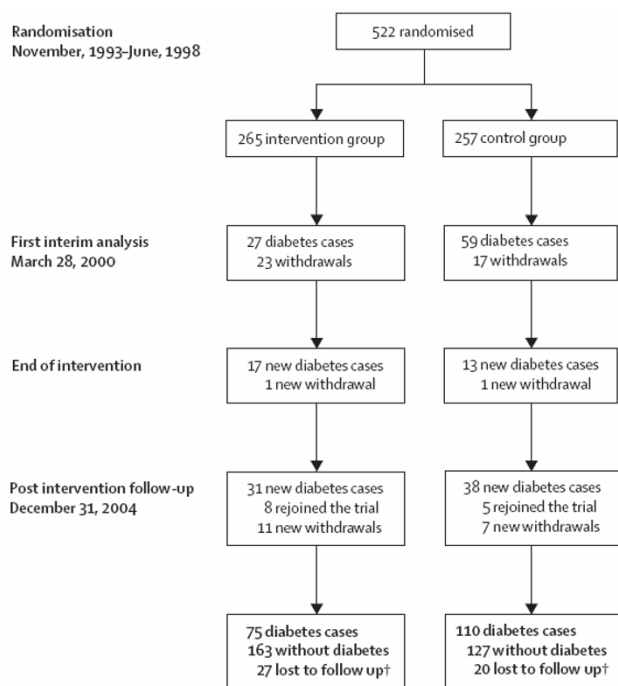 Randomisation
November, 1993–June, 1998
522 randomised
265 intervention group
257 control group
First interim analysis
March 28, 2000
27 diabetes cases
23 withdrawals
59 diabetes cases
17 withdrawals
End of intervention
17 new diabetes cases
1 new withdrawal
13 new diabetes cases
1 new withdrawal
Post intervention follow-up
December 31, 2004
31 new diabetes cases
8 rejoined the trial
11 new withdrawals
38 new diabetes cases
5 rejoined the trial
7 new withdrawals
75 diabetes cases
163 without diabetes
27 lost to follow up†
110 diabetes cases
127 without diabetes
20 lost to follow up†